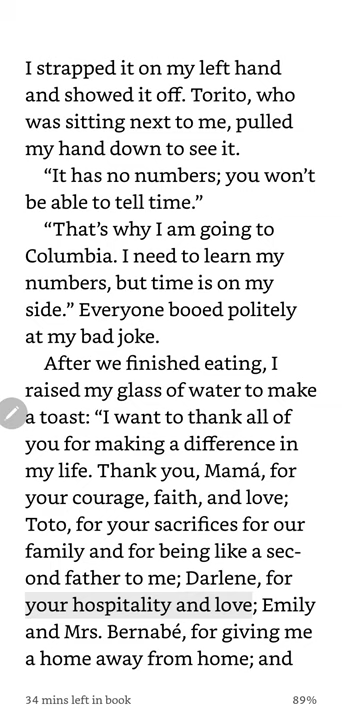 I strapped it on my left hand
and showed it off. Torito, who
was sitting next to me, pulled
my hand down to see it.
“It has no numbers; you won’t
be able to tell time.”
“That’s why I am going to
Columbia. I need to learn my
numbers, but time is on my
side.” Everyone booed politely
at my bad joke.
After we finished eating, I
raised my glass of water to make
a toast: “I want to thank all of
you for making a difference in
my life. Thank you, Mamá, for
your courage, faith, and love;
Toto, for your sacrifices for our
family and for being like a sec-
ond father to me; Darlene, for
your hospitality and love; Emily
and Mrs. Bernabé, for giving me
a home away from home; and
34 mins left in book 89%